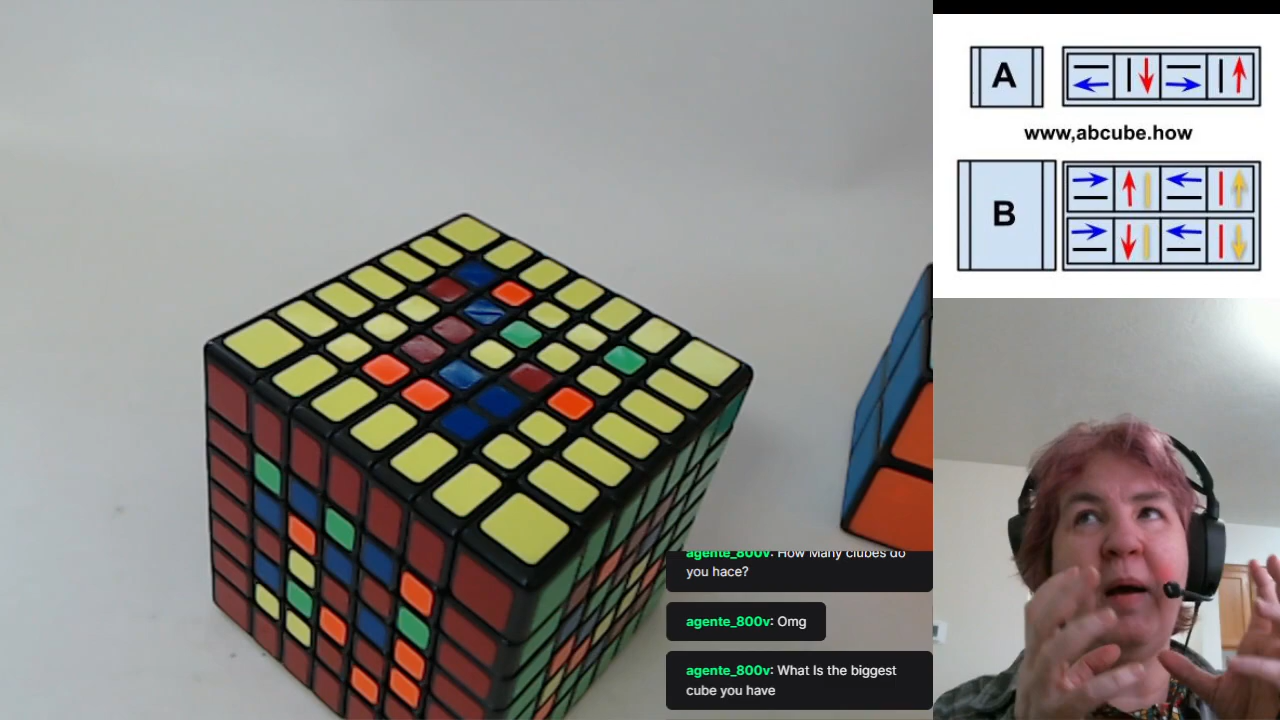 A
www,abcube.how
B
agente_800v: How Many clubes do
you hace?
agente_800v: Omg
agente_800v: What Is the biggest
cube you have